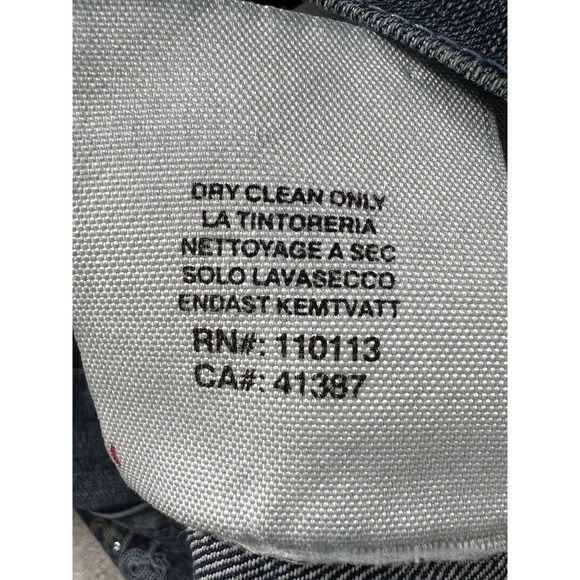 DRY CLEAN ONLY
LA TINTORERIA
NETTOYAGE A SEC
SOLO LAVASECCO
ENDAST KEMTVATT
RN#: 110113
CA#: 41387